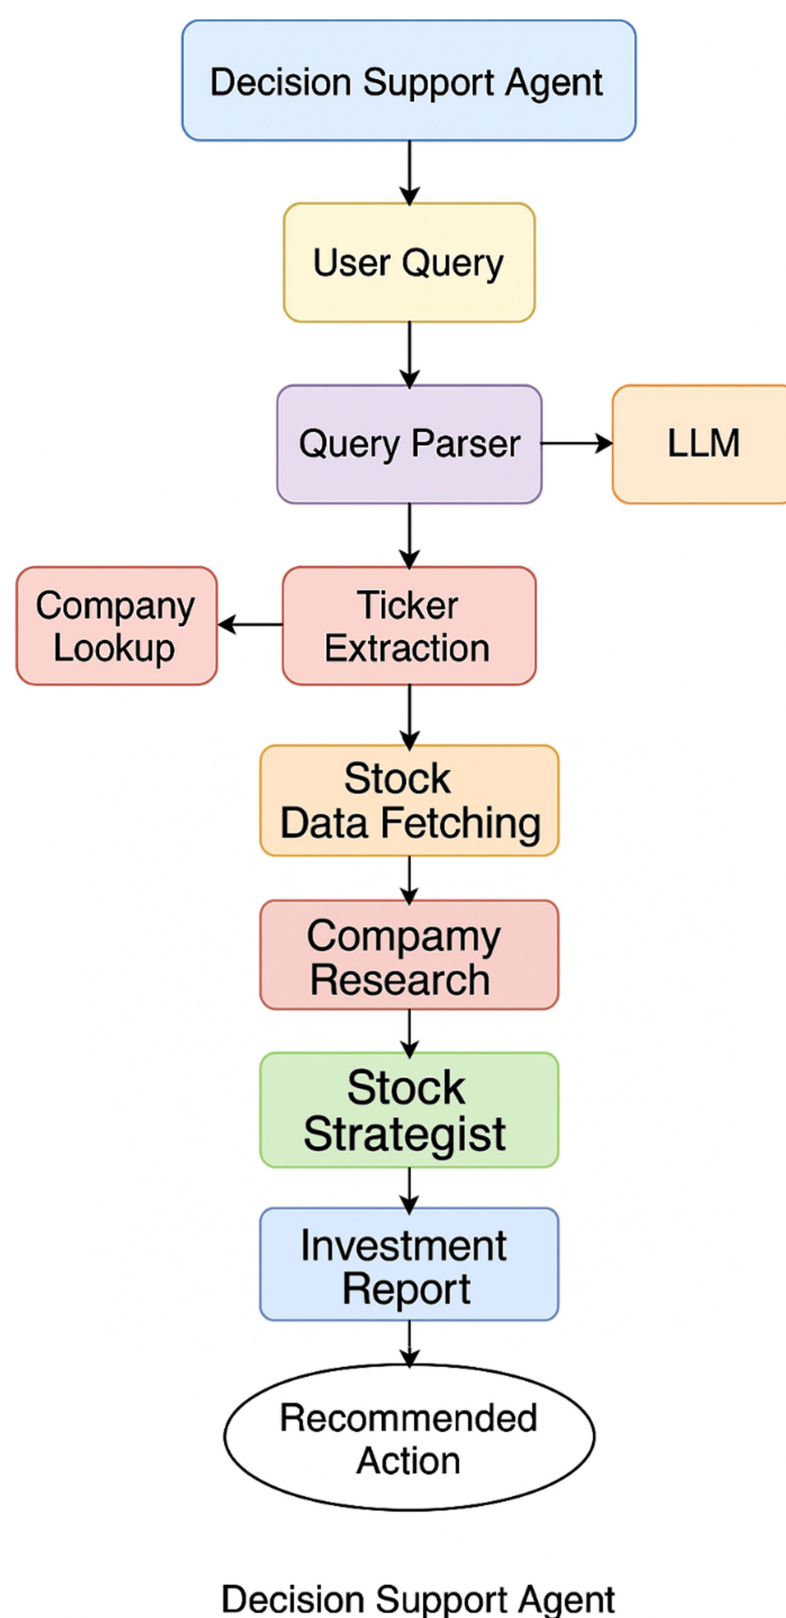 Decision Support Agent
User Query
Query Parser
LLM
Company
Lookup
Ticker
Extraction
Stock
Data Fetching
Compamy
Research
Stock
Strategist
Investment
Report
Recommended
Action
Decision Support Agent